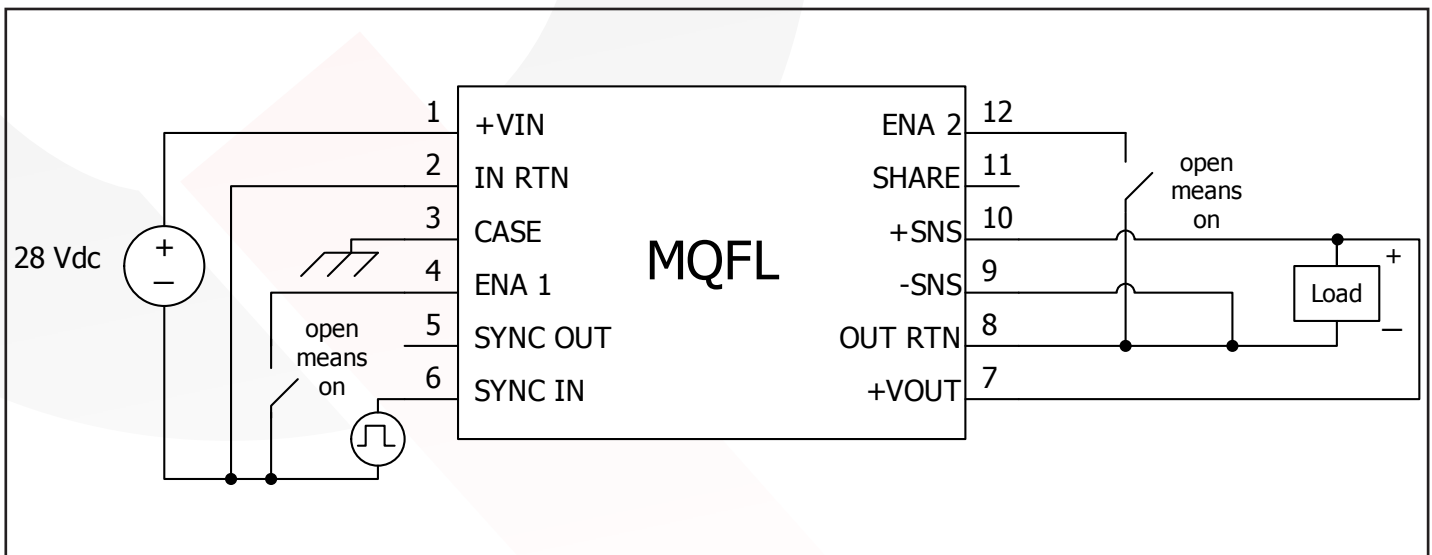 1
+VIN
ENA 2
12
2
IN RTN
SHARE
11
open
means
on
3
CASE
+SNS
10
28 Vdc
+
−
MQFL
4
ENA 1
-SNS
9
+
Load
−
open
means
on
5
SYNC OUT
OUT RTN
8
6
SYNC IN
+VOUT
7